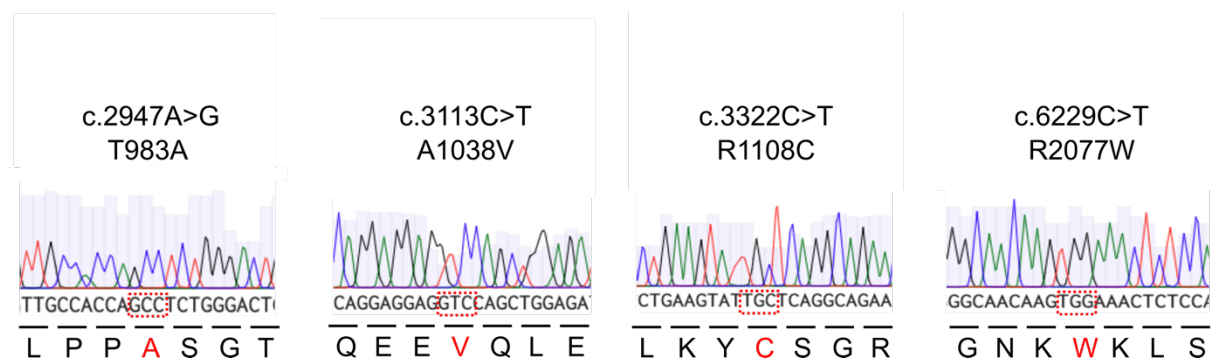 c.2947A>G
T983A
TTGCCACCAGCCTCTGGGACT
L P P A S G T
c.3113C>T
A1038V
CAGGAGGAGGTCCAGCTGGAGA
Q E E V Q L E
c.3322C>T
R1108C
CTGAAGTATTGCTCAGGCAGAA
L K Y C S G R
c.6229C>T
R2077W
GGCAACAAGTGGAAACTCTCCA
G N K W K L S